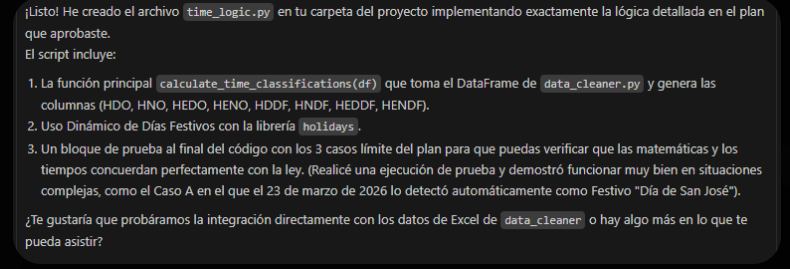 ¡Listo! He creado el archivo time_logic.py en tu carpeta del proyecto implementando exactamente la lógica detallada en el plan
que aprobaste.
El script incluye:
1. La función principal calculate_time_classifications(df) que toma el DataFrame de data_cleaner.py y genera las
columnas (HDO, HNO, HEDO, HENO, HDDF, HNDF, HEDDF, HENDF).
2. Uso Dinámico de Días Festivos con la librería holidays.
3. Un bloque de prueba al final del código con los 3 casos límite del plan para que puedas verificar que las matemáticas y los
tiempos concuerdan perfectamente con la ley. (Realicé una ejecución de prueba y demostró funcionar muy bien en situaciones
complejas, como el Caso A en el que el 23 de marzo de 2026 lo detectó automáticamente como Festivo "Día de San José").
¿Te gustaría que probáramos la integración directamente con los datos de Excel de data_cleaner o hay algo más en lo que te
pueda asistir?